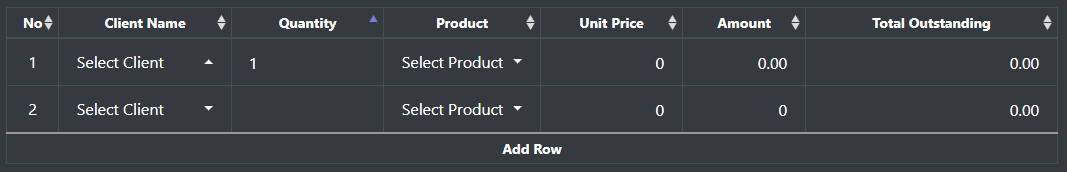 No Client Name Quantity Product Unit Price Amount Total Outstanding
1 Select Client 1 Select Product 0 0.00 0.00
2 Select Client Select Product 0 0 0.00
Add Row